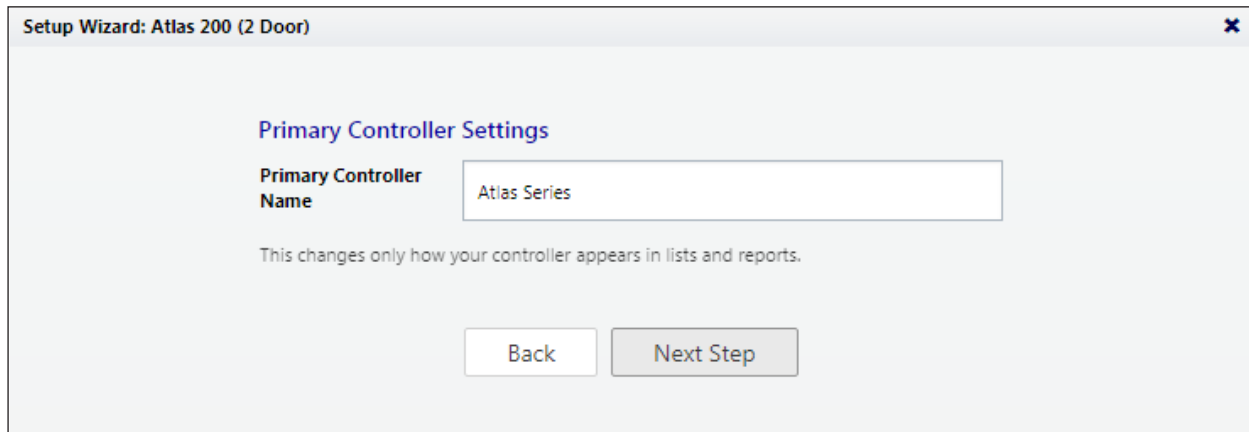 Setup Wizard: Atlas 200 (2 Door)
Primary Controller Settings
Primary Controller
Name
Atlas Series
This changes only how your controller appears in lists and reports.
Back
Next Step